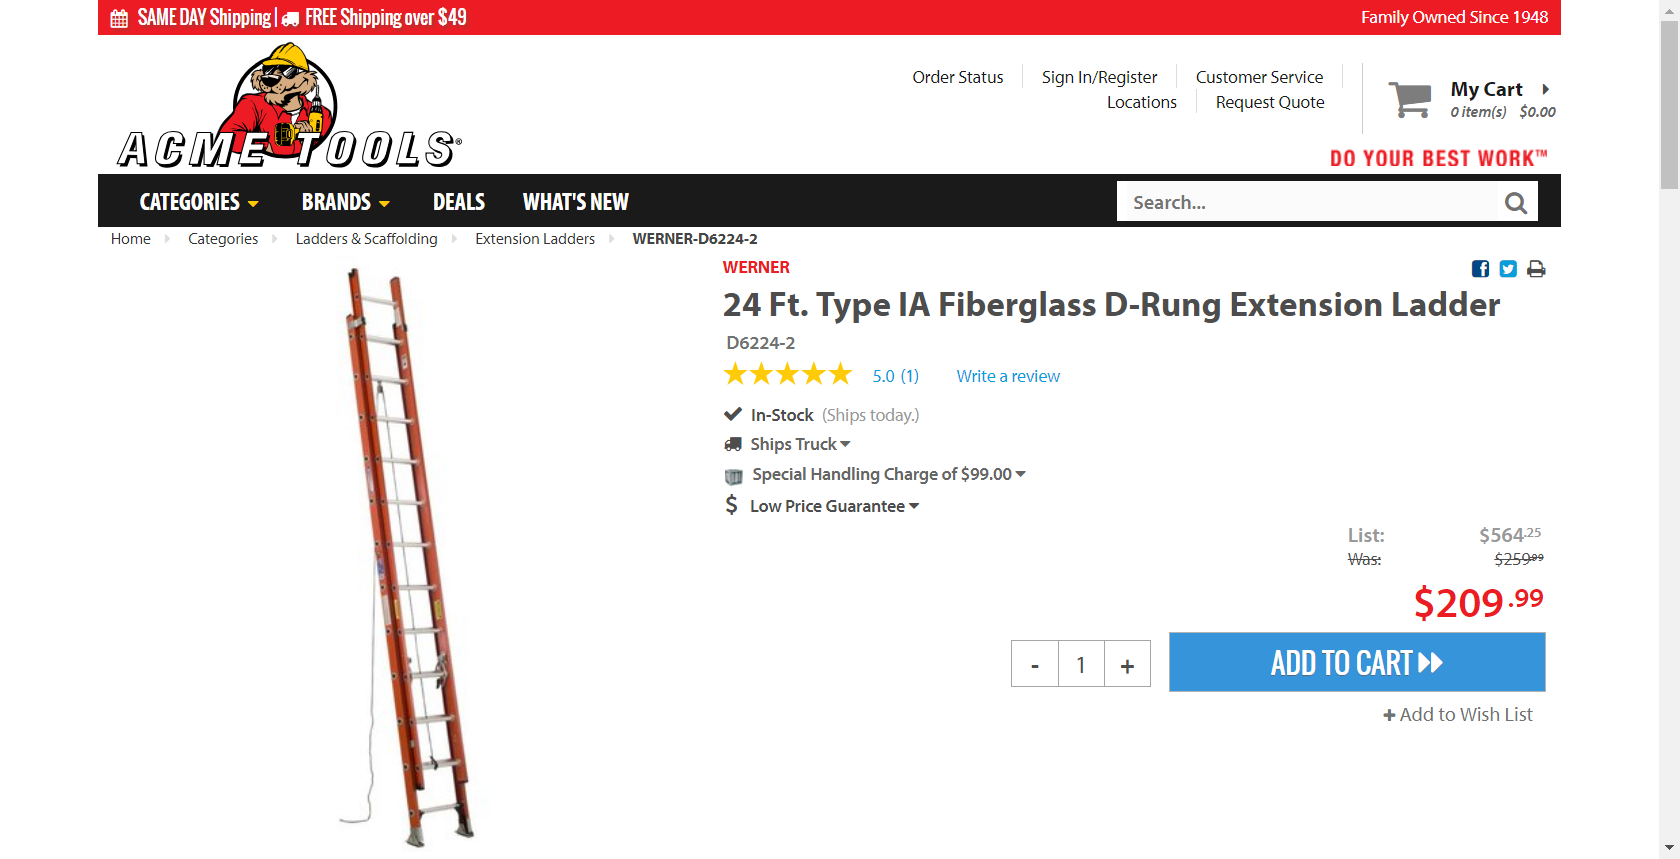 SAME DAY Shipping | FREE Shipping over $49
Family Owned Since 1948
ACME TOOLS®
Order Status
Sign In/Register
Customer Service
Locations
Request Quote
My Cart
0 item(s) $0.00
DO YOUR BEST WORK™
CATEGORIES
BRANDS
DEALS
WHAT'S NEW
Search...
Home
Categories
Ladders & Scaffolding
Extension Ladders
WERNER-D6224-2
WERNER
24 Ft. Type IA Fiberglass D-Rung Extension Ladder
D6224-2
5.0 (1)
Write a review
In-Stock (Ships today.)
Ships Truck
Special Handling Charge of $99.00
$ Low Price Guarantee
List: $564.25
Was: $259.99
$209.99
- 1 +
ADD TO CART
+ Add to Wish List